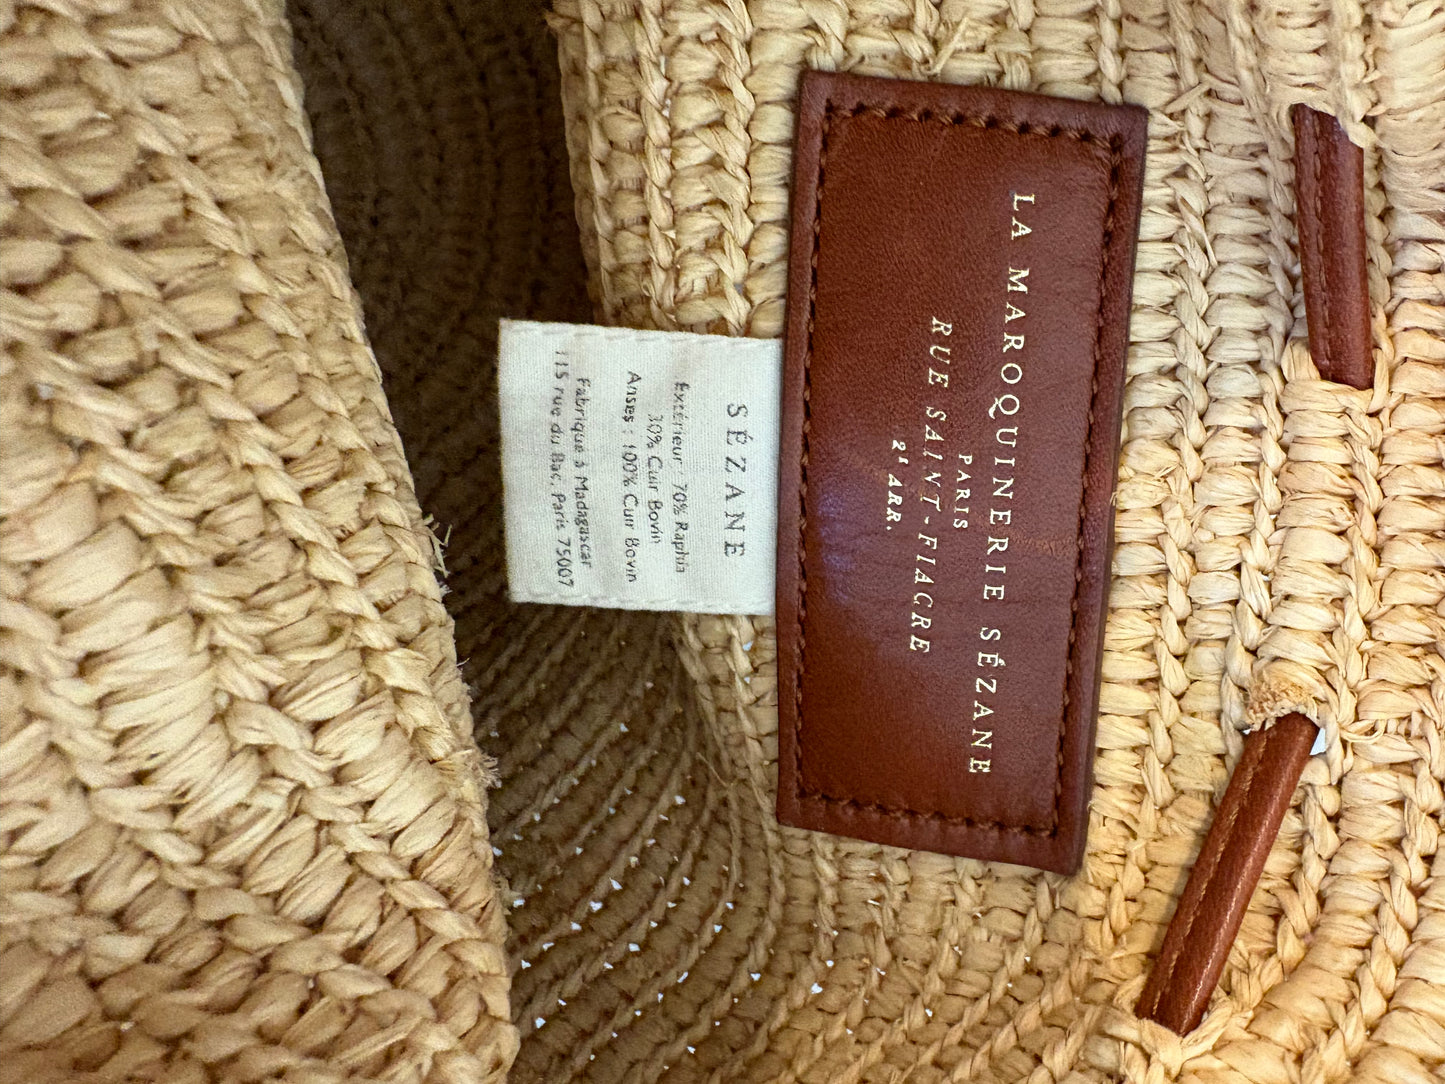 LA MAROQUINERIE SÉZANE
PARIS
RUE SAINT-FIACRE
2ᵉ ARR.
SÉZANE
Extérieur : 70% Raphia
30% Cuir Bovin
Anses : 100% Cuir Bovin
Fabriqué à Madagascar
115 rue du Bac, Paris 75007